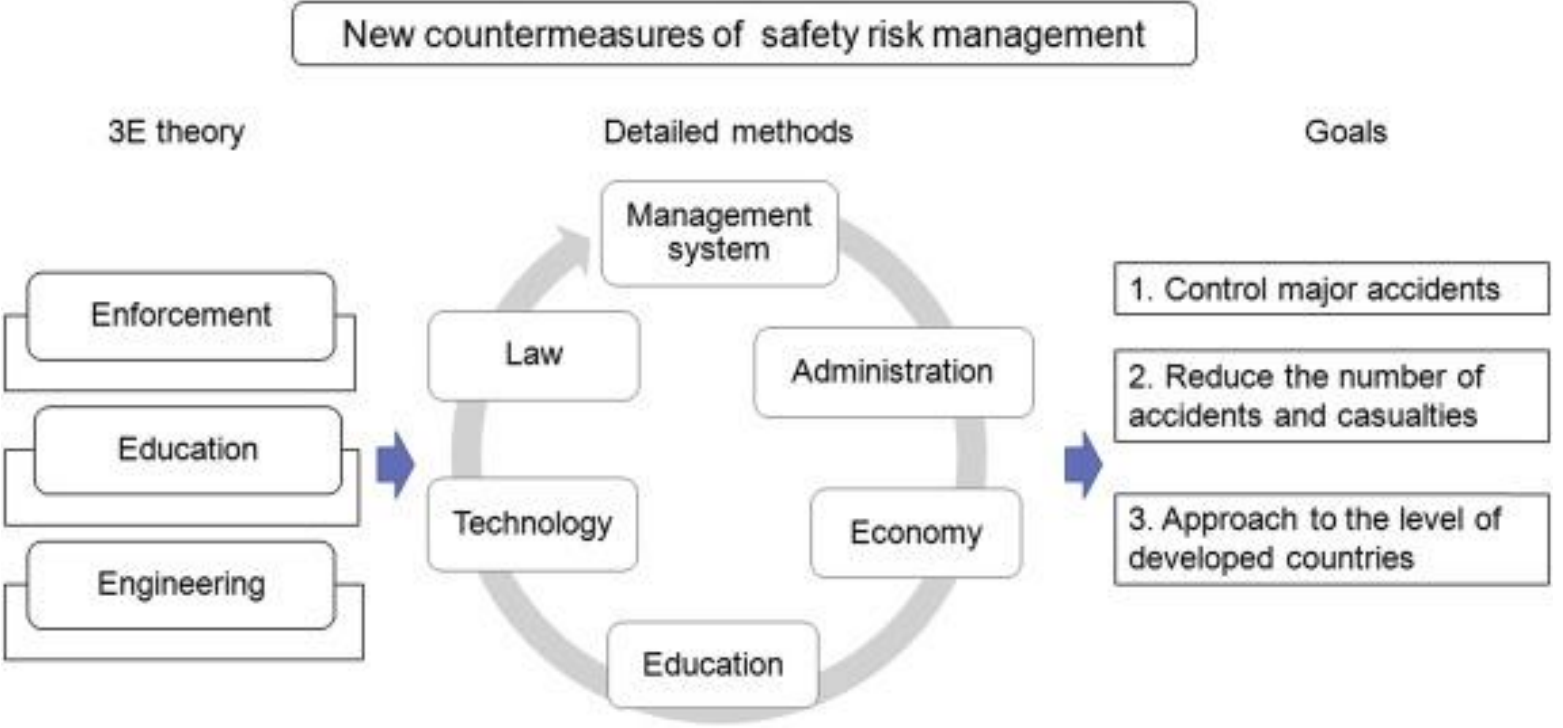 New countermeasures of safety risk management
3E theory
Detailed methods
Goals
Enforcement
Education
Engineering
Management
system
Administration
Economy
Education
Technology
Law
1. Control major accidents
2. Reduce the number of
accidents and casualties
3. Approach to the level of
developed countries